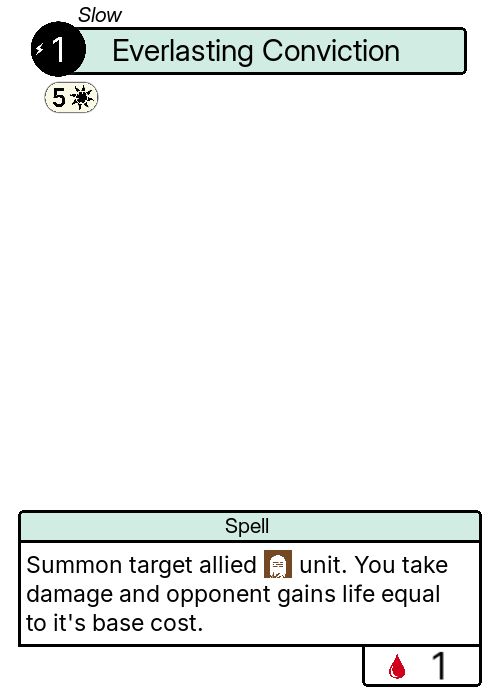 Slow
1 Everlasting Conviction
5
Spell
Summon target allied unit. You take
damage and opponent gains life equal
to it's base cost.
1